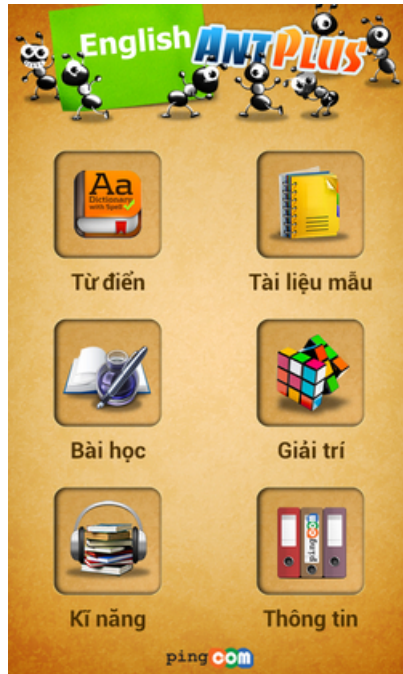 English ANTPLUS
Aa
Dictionary
with Spell
Từ điển
Tài liệu mẫu
Bài học
Giải trí
pingcom
Kĩ năng
Thông tin
pingcom